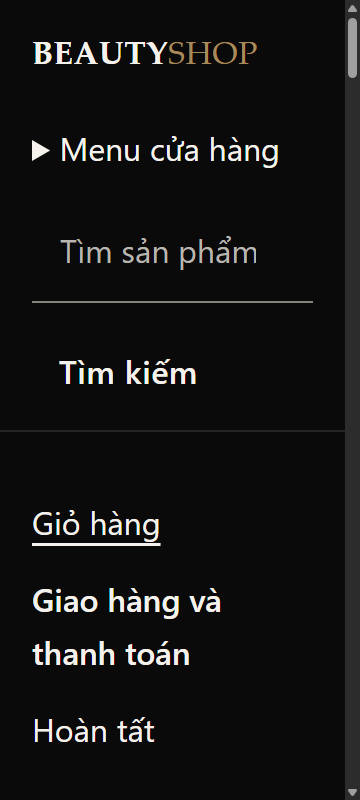 BEAUTYSHOP
Menu cửa hàng
Tìm sản phẩm
Tìm kiếm
Giỏ hàng
Giao hàng và
thanh toán
Hoàn tất